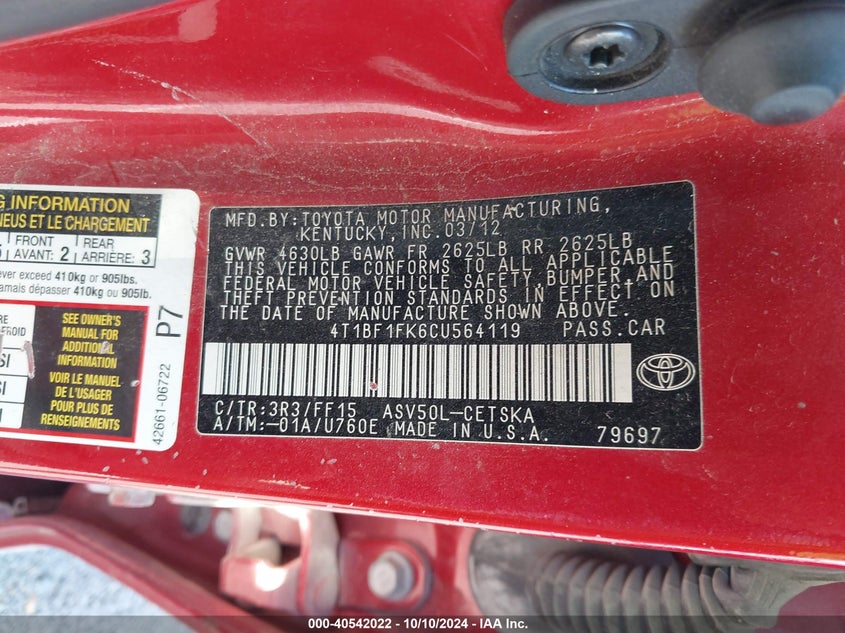 G INFORMATION
NEUS ET LE CHARGEMENT
FRONT
AVANT: 2
REAR
ARRIÈRE: 3
ever exceed 410kg or 905lbs.
amais dépasser 410kg ou 905lb.
SEE OWNER'S
MANUAL FOR
ADDITIONAL
INFORMATION
VOIR LE MANUEL
DE L'USAGER
POUR PLUS DE
RENSEIGNEMENTS
P7
42661-06722
MFD.BY:TOYOTA MOTOR MANUFACTURING,
KENTUCKY, INC.03/12
GVWR 4630LB GAWR FR 2625LB RR 2625LB
THIS VEHICLE CONFORMS TO ALL APPLICABLE
FEDERAL MOTOR VEHICLE SAFETY,BUMPER,AND
THEFT PREVENTION STANDARDS IN EFFECT ON
THE DATE OF MANUFACTURE SHOWN ABOVE.
4T1BF1FK6CU564119 PASS.CAR
C/TR:3R3/FF15 ASV50L-CETSKA
A/TM:-01A/U760E MADE IN U.S.A. 79697
000-40542022 - 10/10/2024 - IAA Inc.